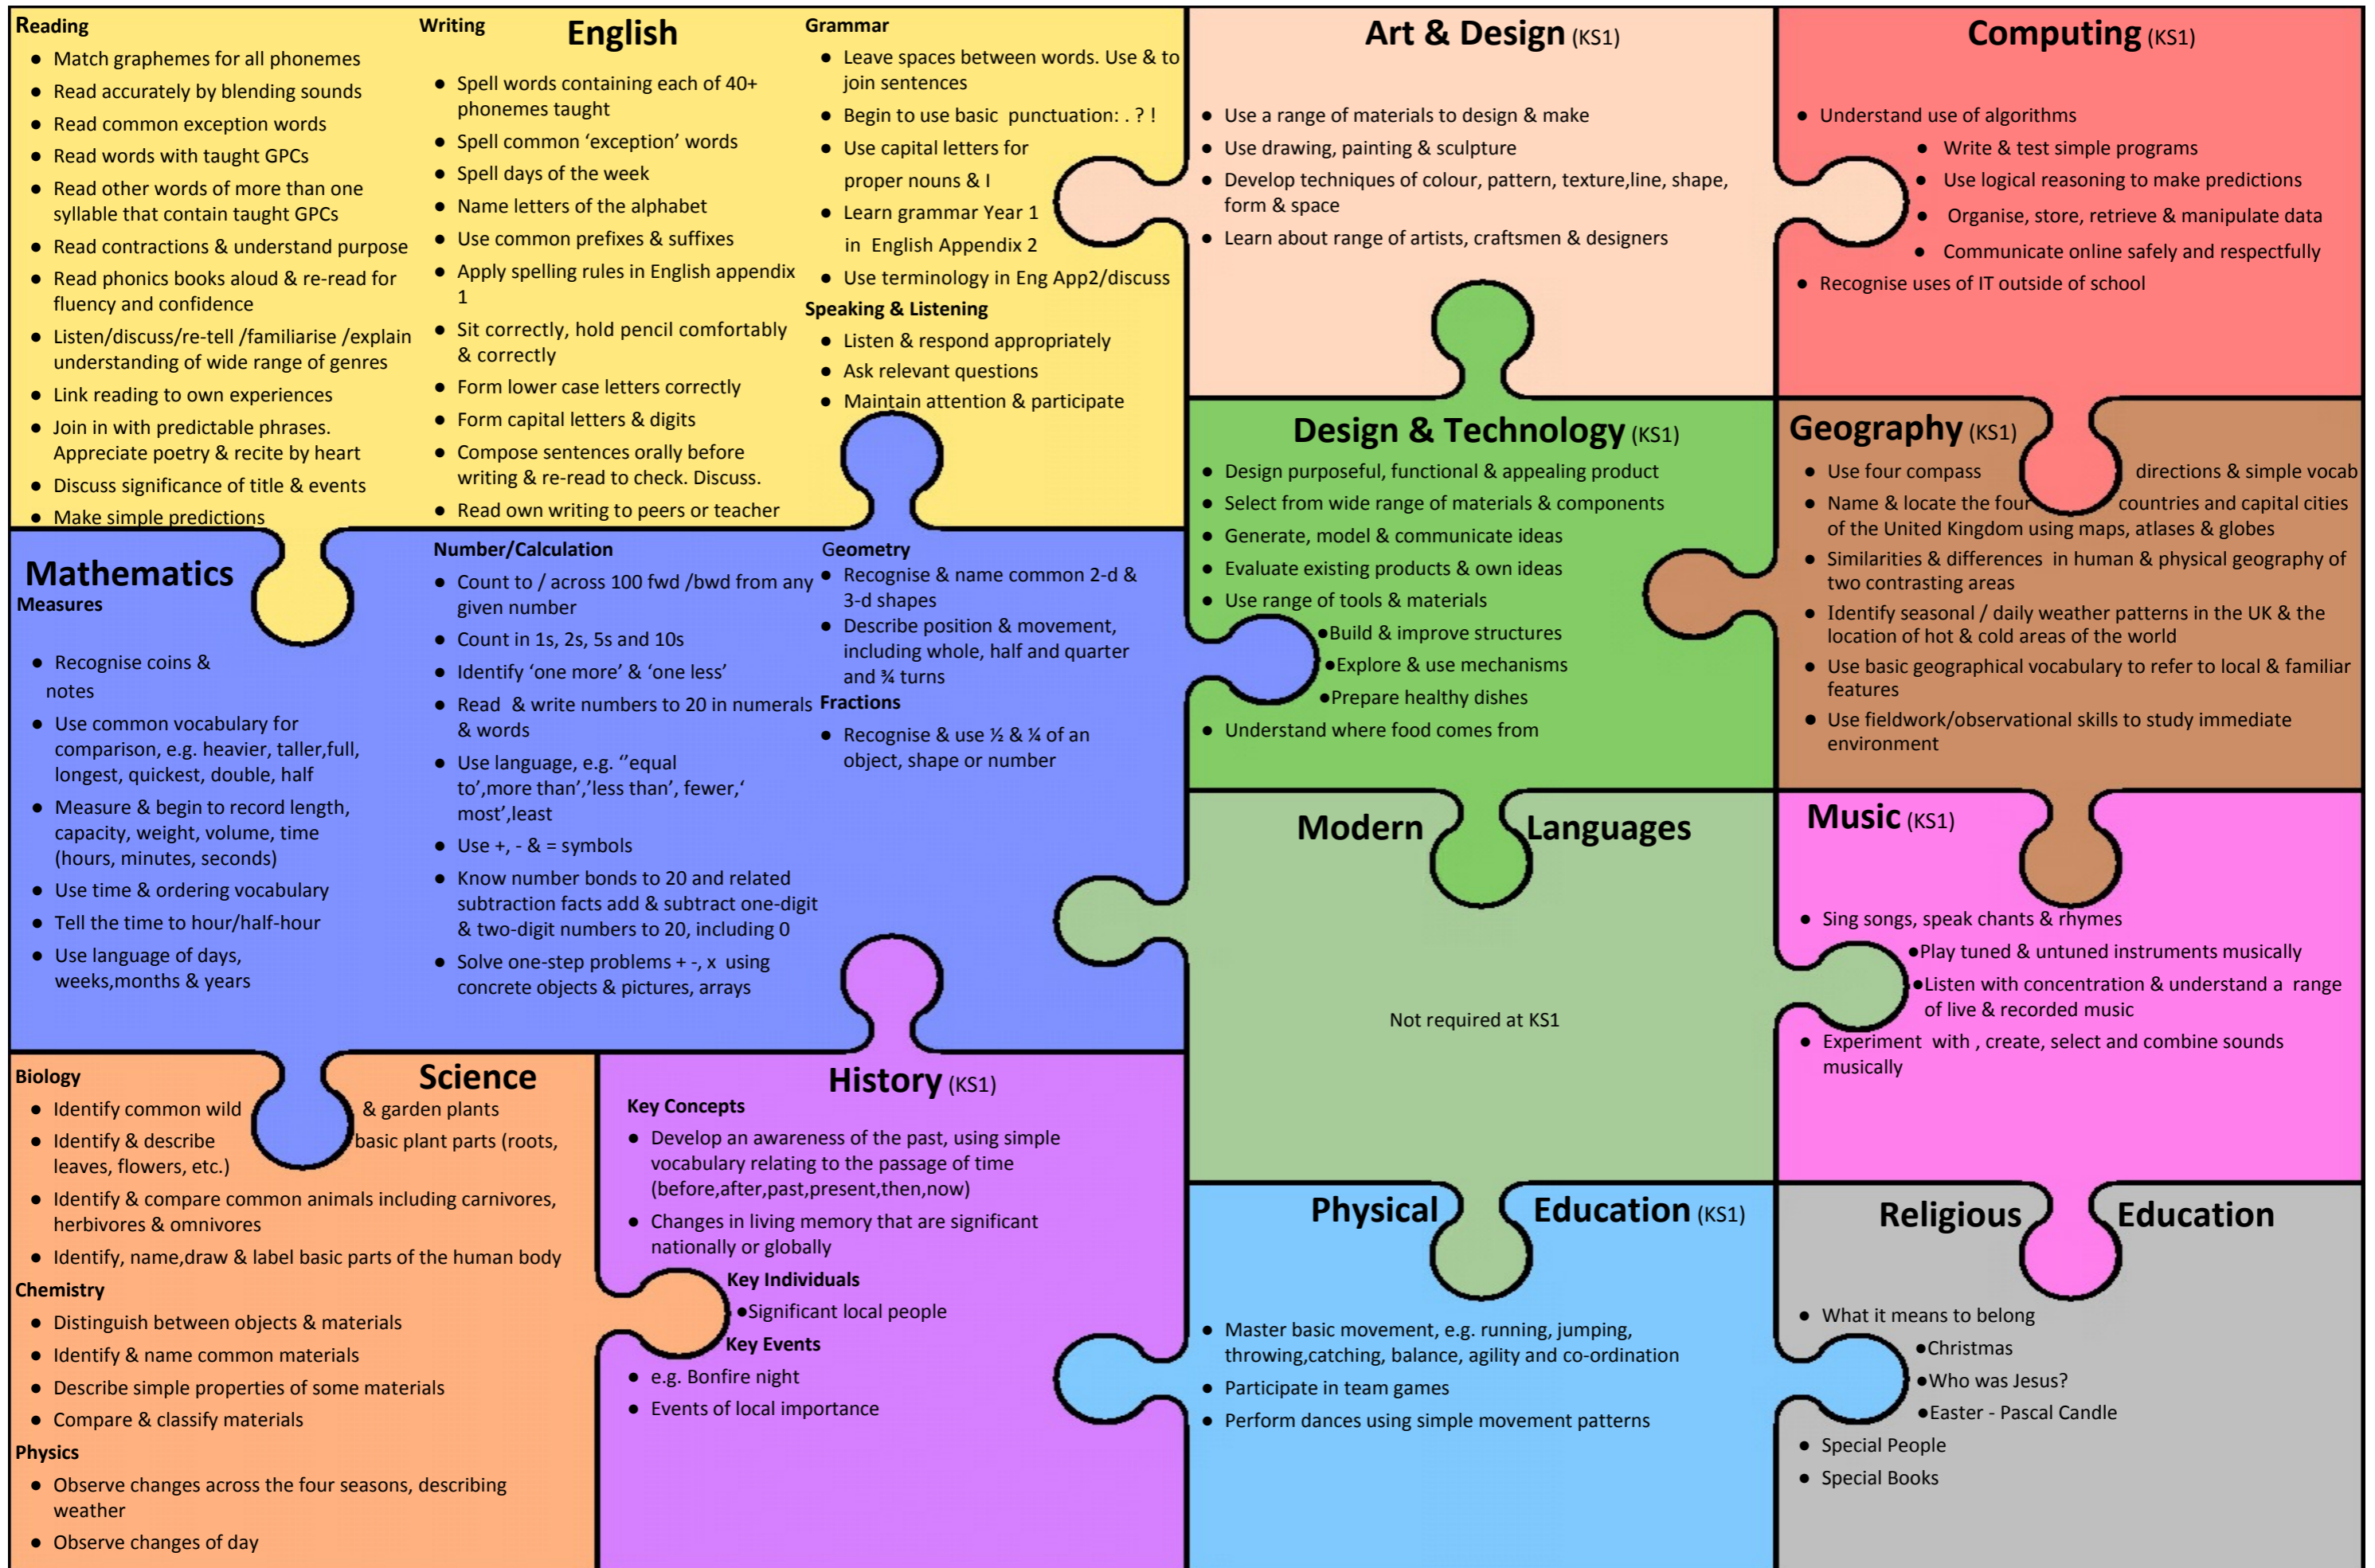 Reading
● Match graphemes for all phonemes
● Read accurately by blending sounds
● Read common exception words
● Read words with taught GPCs
● Read other words of more than one
syllable that contain taught GPCs
● Read contractions & understand purpose
● Read phonics books aloud & re-read for
fluency and confidence
● Listen/discuss/re-tell /familiarise /explain
understanding of wide range of genres
● Link reading to own experiences
● Join in with predictable phrases.
Appreciate poetry & recite by heart
● Discuss significance of title & events
● Make simple predictions
Writing
English
● Spell words containing each of 40+
phonemes taught
● Spell common ‘exception’ words
● Spell days of the week
● Name letters of the alphabet
● Use common prefixes & suffixes
● Apply spelling rules in English appendix
1
● Sit correctly, hold pencil comfortably
& correctly
● Form lower case letters correctly
● Form capital letters & digits
● Compose sentences orally before
writing & re-read to check. Discuss.
● Read own writing to peers or teacher
Grammar
● Leave spaces between words. Use & to
join sentences
● Begin to use basic punctuation: . ? !
● Use capital letters for
proper nouns & I
● Learn grammar Year 1
in English Appendix 2
● Use terminology in Eng App2/discuss
Speaking & Listening
● Listen & respond appropriately
● Ask relevant questions
● Maintain attention & participate
Art & Design (KS1)
● Use a range of materials to design & make
● Use drawing, painting & sculpture
● Develop techniques of colour, pattern, texture,line, shape,
form & space
● Learn about range of artists, craftsmen & designers
Computing (KS1)
● Understand use of algorithms
● Write & test simple programs
● Use logical reasoning to make predictions
● Organise, store, retrieve & manipulate data
● Communicate online safely and respectfully
● Recognise uses of IT outside of school
Design & Technology (KS1)
● Design purposeful, functional & appealing product
● Select from wide range of materials & components
● Generate, model & communicate ideas
● Evaluate existing products & own ideas
● Use range of tools & materials
●Build & improve structures
●Explore & use mechanisms
●Prepare healthy dishes
● Understand where food comes from
Geography (KS1)
● Use four compass directions & simple vocab
● Name & locate the four countries and capital cities
of the United Kingdom using maps, atlases & globes
● Similarities & differences in human & physical geography of
two contrasting areas
● Identify seasonal / daily weather patterns in the UK & the
location of hot & cold areas of the world
● Use basic geographical vocabulary to refer to local & familiar
features
● Use fieldwork/observational skills to study immediate
environment
Mathematics
Measures
● Recognise coins &
notes
● Use common vocabulary for
comparison, e.g. heavier, taller,full,
longest, quickest, double, half
● Measure & begin to record length,
capacity, weight, volume, time
(hours, minutes, seconds)
● Use time & ordering vocabulary
● Tell the time to hour/half-hour
● Use language of days,
weeks,months & years
Number/Calculation
● Count to / across 100 fwd /bwd from any
given number
● Count in 1s, 2s, 5s and 10s
● Identify ‘one more’ & ‘one less’
● Read & write numbers to 20 in numerals
& words
● Use language, e.g. ‘’equal
to’,more than’,’less than’, fewer,‘
most’,least
● Use +, - & = symbols
● Know number bonds to 20 and related
subtraction facts add & subtract one-digit
& two-digit numbers to 20, including 0
● Solve one-step problems + -, x using
concrete objects & pictures, arrays
Geometry
● Recognise & name common 2-d &
3-d shapes
● Describe position & movement,
including whole, half and quarter
and ¾ turns
Fractions
● Recognise & use ½ & ¼ of an
object, shape or number
Modern Languages
Not required at KS1
Music (KS1)
● Sing songs, speak chants & rhymes
●Play tuned & untuned instruments musically
●Listen with concentration & understand a range
of live & recorded music
● Experiment with , create, select and combine sounds
musically
Science
Biology
● Identify common wild & garden plants
● Identify & describe basic plant parts (roots,
leaves, flowers, etc.)
● Identify & compare common animals including carnivores,
herbivores & omnivores
● Identify, name,draw & label basic parts of the human body
Chemistry
● Distinguish between objects & materials
● Identify & name common materials
● Describe simple properties of some materials
● Compare & classify materials
Physics
● Observe changes across the four seasons, describing
weather
● Observe changes of day
History (KS1)
Key Concepts
● Develop an awareness of the past, using simple
vocabulary relating to the passage of time
(before,after,past,present,then,now)
● Changes in living memory that are significant
nationally or globally
Key Individuals
●Significant local people
Key Events
● e.g. Bonfire night
● Events of local importance
Physical Education (KS1)
● Master basic movement, e.g. running, jumping,
throwing,catching, balance, agility and co-ordination
● Participate in team games
● Perform dances using simple movement patterns
Religious Education
● What it means to belong
●Christmas
●Who was Jesus?
●Easter - Pascal Candle
● Special People
● Special Books